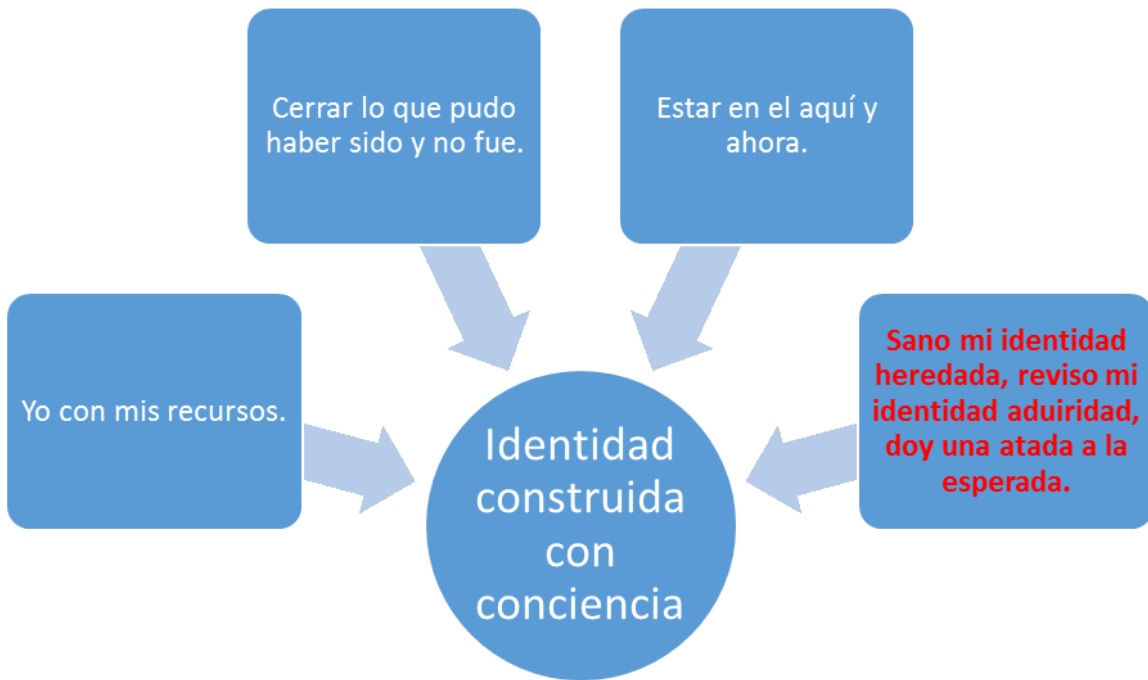 Cerrar lo que pudo
haber sido y no fue.
Estar en el aquí y
ahora.
Yo con mis recursos.
Sano mi identidad
heredada, reviso mi
identidad aduiridad,
doy una atada a la
esperada.
Identidad
construida
con
conciencia